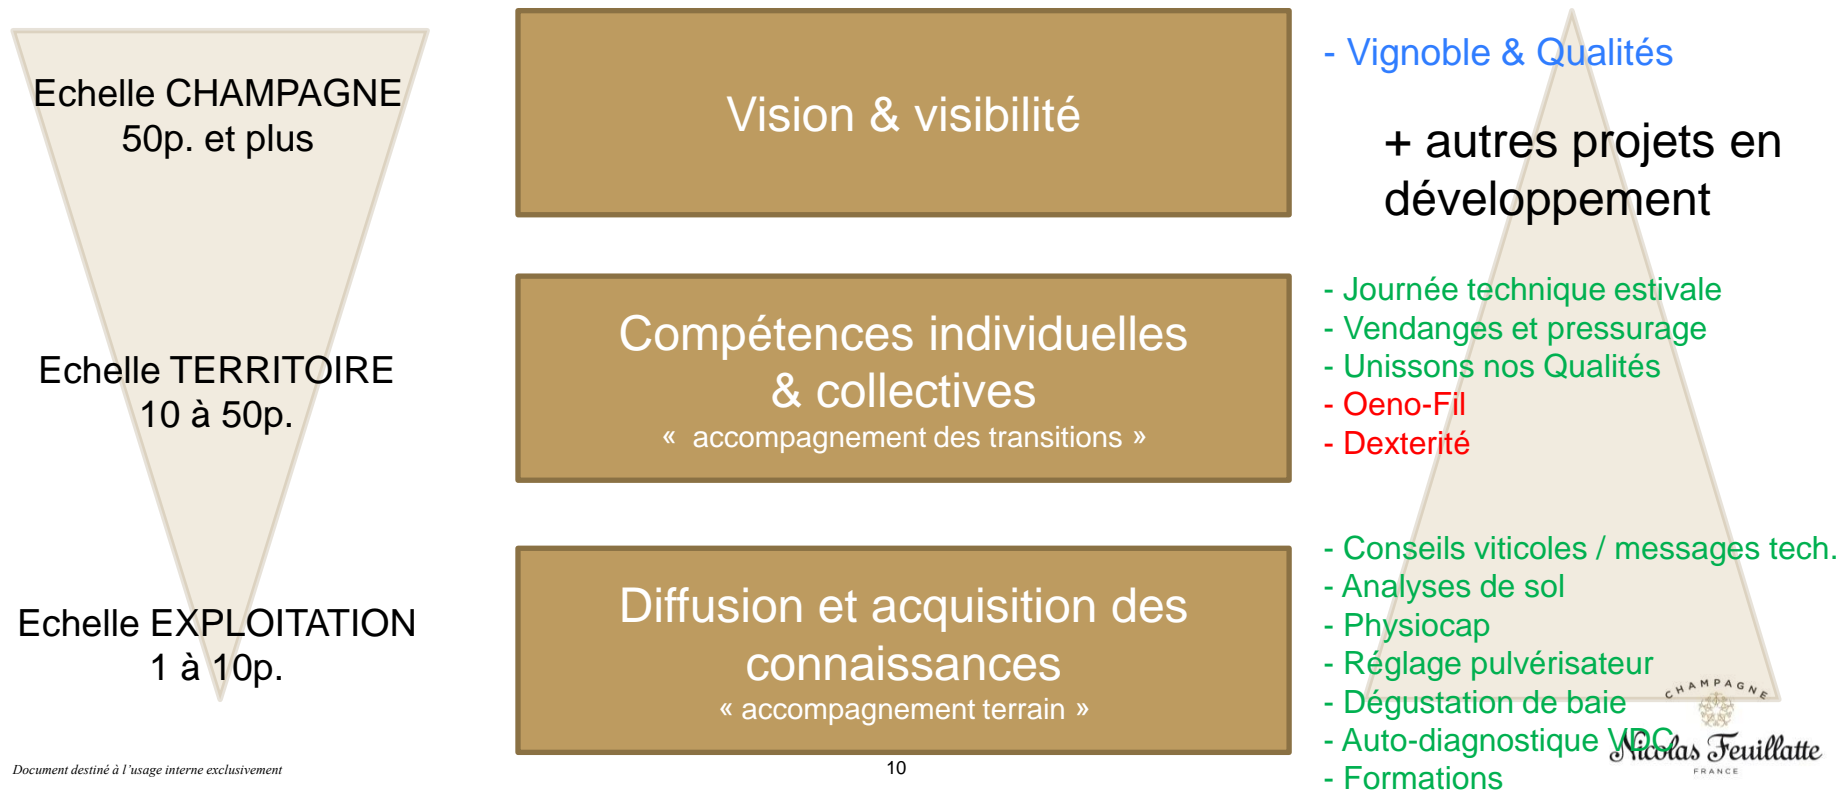 Echelle CHAMPAGNE
50p. et plus
Vision & visibilité
- Vignoble & Qualités
+ autres projets en
développement
Echelle TERRITOIRE
10 à 50p.
Compétences individuelles
& collectives
« accompagnement des transitions »
- Journée technique estivale
- Vendanges et pressurage
- Unissons nos Qualités
- Oeno-Fil
- Dexterité
Echelle EXPLOITATION
1 à 10p.
Diffusion et acquisition des
connaissances
« accompagnement terrain »
- Conseils viticoles / messages tech.
- Analyses de sol
- Physiocap
- Réglage pulvérisateur
- Dégustation de baie
- Auto-diagnostique VDC
- Formations
CHAMPAGNE
Nicolas Feuillatte
FRANCE
Document destiné à l'usage interne exclusivement
10